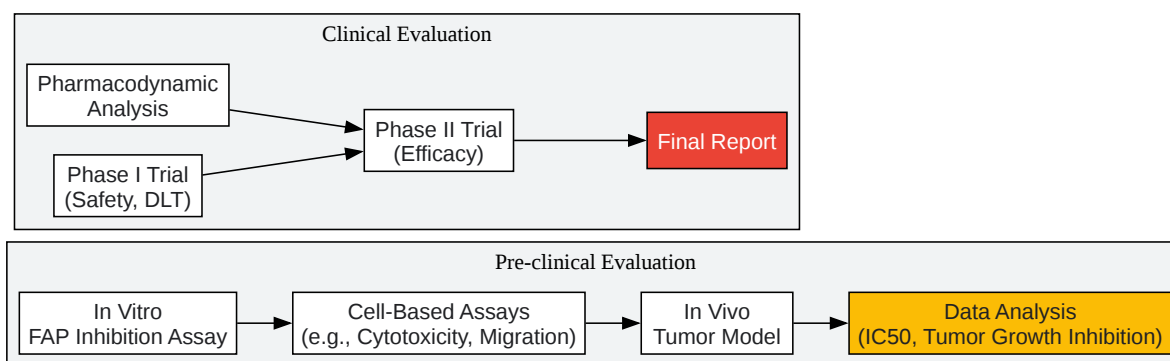 Clinical Evaluation
Pharmacodynamic
Analysis
Phase I Trial
(Safety, DLT)
Phase II Trial
(Efficacy)
Final Report
Pre-clinical Evaluation
In Vitro
FAP Inhibition Assay
Cell-Based Assays
(e.g., Cytotoxicity, Migration)
In Vivo
Tumor Model
Data Analysis
(IC50, Tumor Growth Inhibition)